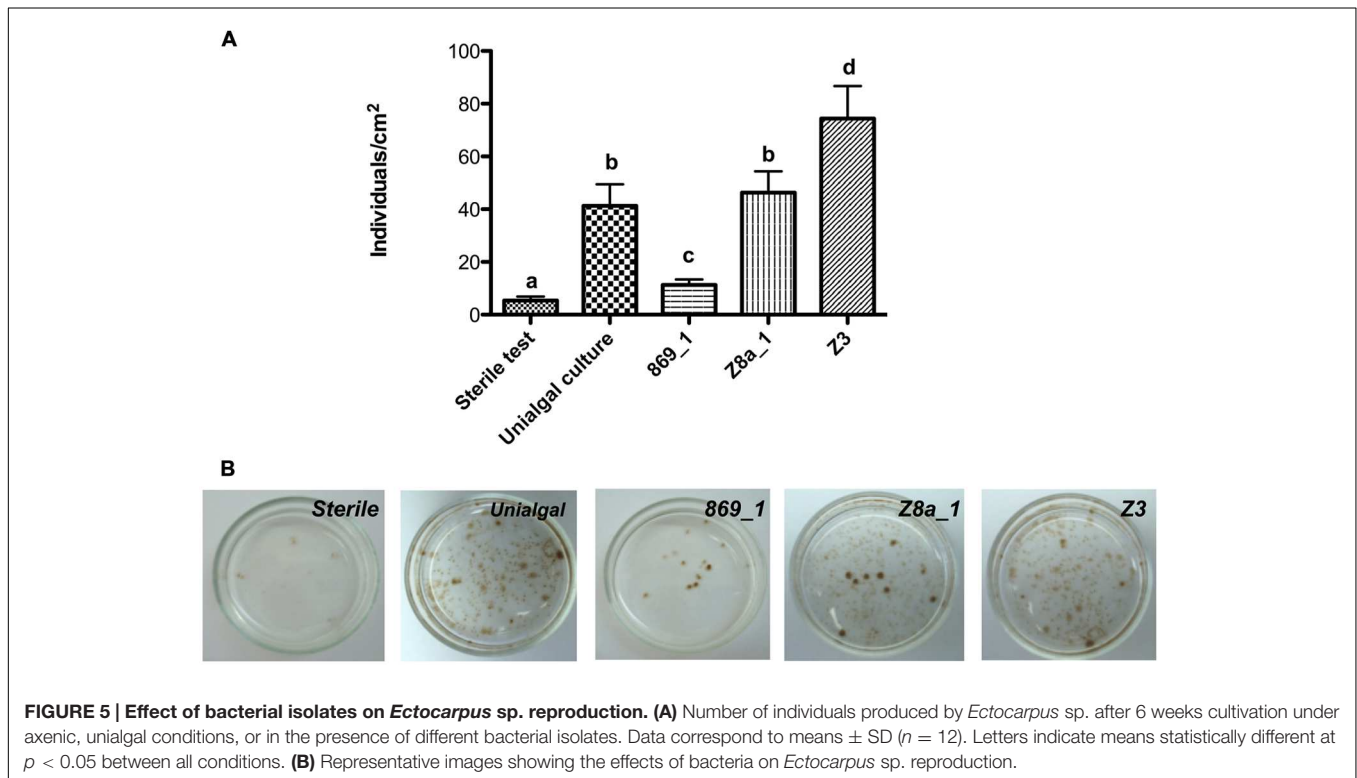 A
100
80
60
40
20
0
Individuals/cm²
a
b
c
b
d
Sterile test
Unialgal culture
869_1
Z8a_1
Z3
B
Sterile
Unialgal
869_1
Z8a_1
Z3
FIGURE 5 | Effect of bacterial isolates on Ectocarpus sp. reproduction. (A) Number of individuals produced by Ectocarpus sp. after 6 weeks cultivation under
axenic, unialgal conditions, or in the presence of different bacterial isolates. Data correspond to means ± SD (n = 12). Letters indicate means statistically different at
p < 0.05 between all conditions. (B) Representative images showing the effects of bacteria on Ectocarpus sp. reproduction.